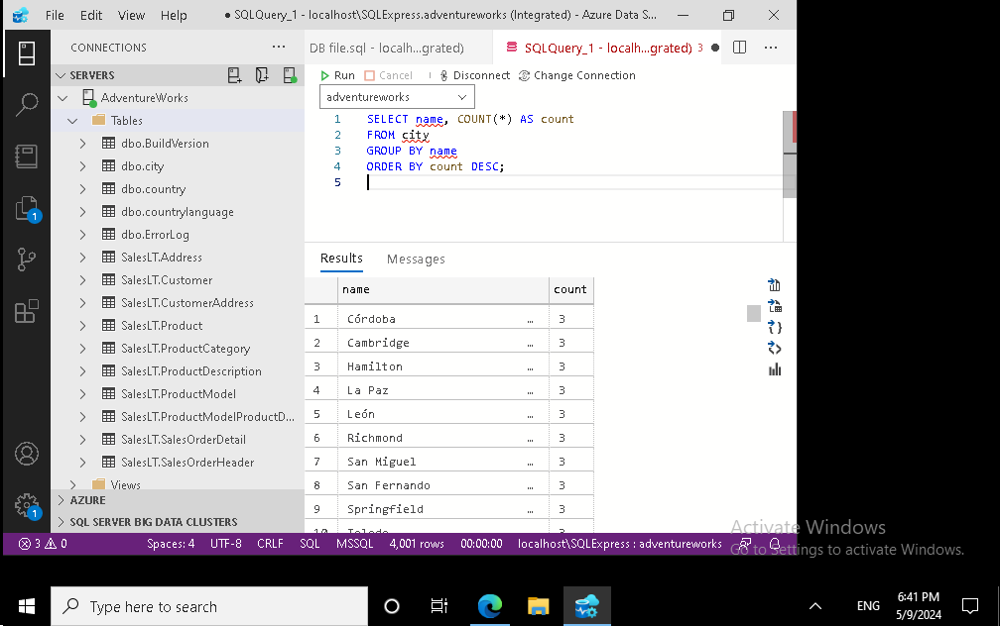 File Edit View Help ● SQLQuery_1 - localhost\SQLExpress.adventureworks (Integrated) - Azure Data S...
CONNECTIONS ...
SERVERS
AdventureWorks
Tables
dbo.BuildVersion
dbo.city
dbo.country
dbo.countrylanguage
dbo.ErrorLog
SalesLT.Address
SalesLT.Customer
SalesLT.CustomerAddress
SalesLT.Product
SalesLT.ProductCategory
SalesLT.ProductDescription
SalesLT.ProductModel
SalesLT.ProductModelProductD...
SalesLT.SalesOrderDetail
SalesLT.SalesOrderHeader
Views
AZURE
SQL SERVER BIG DATA CLUSTERS
1
1
DB file.sql - localh...grated)
SQLQuery_1 - localh...grated) 3 ●
Run Cancel Disconnect Change Connection
adventureworks
1 SELECT name, COUNT(*) AS count
2 FROM city
3 GROUP BY name
4 ORDER BY count DESC;
5
Results Messages
name count
1 Córdoba ... 3
2 Cambridge ... 3
3 Hamilton ... 3
4 La Paz ... 3
5 León ... 3
6 Richmond ... 3
7 San Miguel ... 3
8 San Fernando ... 3
9 Springfield ... 3
10 Toledo ... 3
3 0 Spaces: 4 UTF-8 CRLF SQL MSSQL 4,001 rows 00:00:00 localhost\SQLExpress : adventureworks
Activate Windows
Go to Settings to activate Windows.
Type here to search
ENG
6:41 PM
5/9/2024